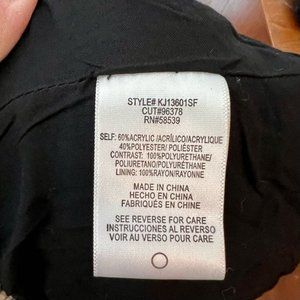 STYLE# KJ13601SF
CUT#96378
RN#58539
SELF: 60%ACRYLIC /ACRÍLICO/ACRYLIQUE
40%POLYESTER/ POLIÉSTER
CONTRAST: 100%POLYURETHANE/
POLIURETANO/POLYURÉTHANE
LINING: 100%RAYON/RAYONNE
MADE IN CHINA
HECHO EN CHINA
FABRIQUÉS EN CHINE
SEE REVERSE FOR CARE
INSTRUCCIONES AL REVERSO
VOIR AU VERSO POUR CARE